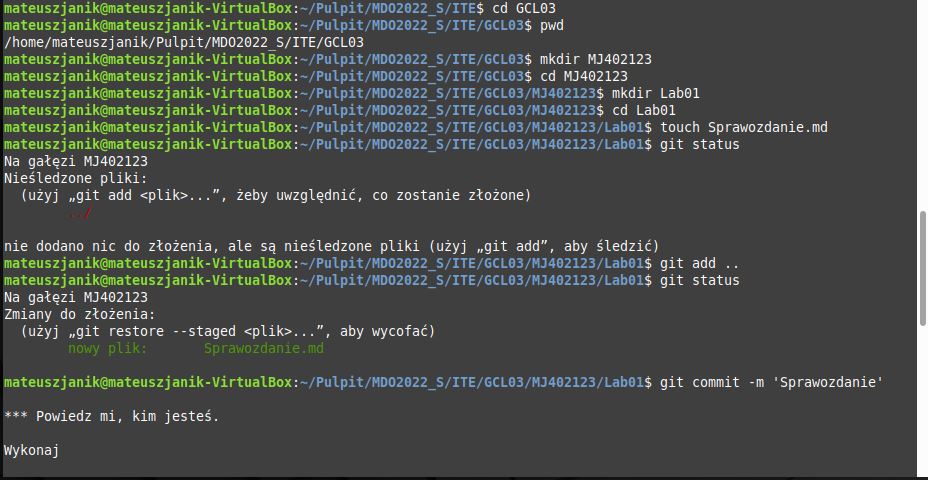 mateuszjanik@mateuszjanik-VirtualBox:~/Pulpit/MDO2022_S/ITE$ cd GCL03
mateuszjanik@mateuszjanik-VirtualBox:~/Pulpit/MDO2022_S/ITE/GCL03$ pwd
/home/mateuszjanik/Pulpit/MDO2022_S/ITE/GCL03
mateuszjanik@mateuszjanik-VirtualBox:~/Pulpit/MDO2022_S/ITE/GCL03$ mkdir MJ402123
mateuszjanik@mateuszjanik-VirtualBox:~/Pulpit/MDO2022_S/ITE/GCL03$ cd MJ402123
mateuszjanik@mateuszjanik-VirtualBox:~/Pulpit/MDO2022_S/ITE/GCL03/MJ402123$ mkdir Lab01
mateuszjanik@mateuszjanik-VirtualBox:~/Pulpit/MDO2022_S/ITE/GCL03/MJ402123$ cd Lab01
mateuszjanik@mateuszjanik-VirtualBox:~/Pulpit/MDO2022_S/ITE/GCL03/MJ402123/Lab01$ touch Sprawozdanie.md
mateuszjanik@mateuszjanik-VirtualBox:~/Pulpit/MDO2022_S/ITE/GCL03/MJ402123/Lab01$ git status
Na gałęzi MJ402123
Nieśledzone pliki:
  (użyj „git add <plik>...”, żeby uwzględnić, co zostanie złożone)
        ../

nie dodano nic do złożenia, ale są nieśledzone pliki (użyj „git add”, aby śledzić)
mateuszjanik@mateuszjanik-VirtualBox:~/Pulpit/MDO2022_S/ITE/GCL03/MJ402123/Lab01$ git add ..
mateuszjanik@mateuszjanik-VirtualBox:~/Pulpit/MDO2022_S/ITE/GCL03/MJ402123/Lab01$ git status
Na gałęzi MJ402123
Zmiany do złożenia:
  (użyj „git restore --staged <plik>...”, aby wycofać)
        nowy plik:       Sprawozdanie.md

mateuszjanik@mateuszjanik-VirtualBox:~/Pulpit/MDO2022_S/ITE/GCL03/MJ402123/Lab01$ git commit -m 'Sprawozdanie'

*** Powiedz mi, kim jesteś.

Wykonaj